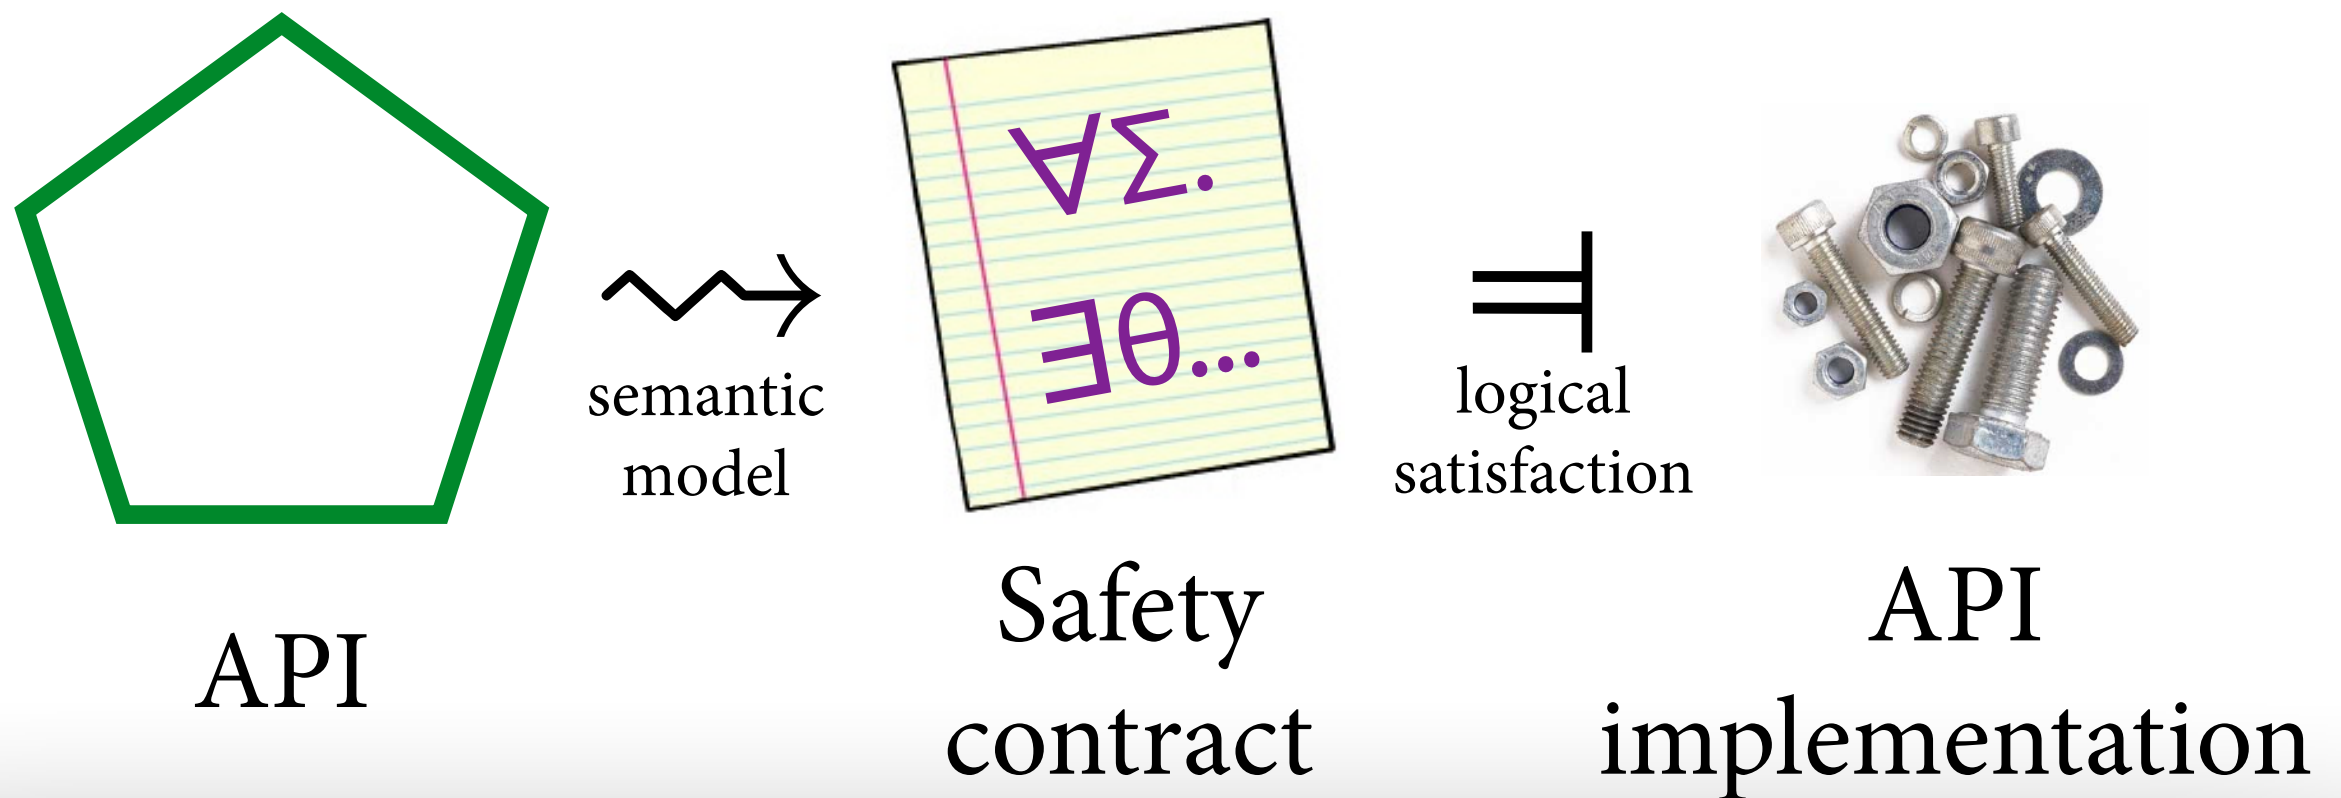 ∀Σ.
∃θ...
semantic
model
⫤
logical
satisfaction
API
Safety
contract
API
implementation